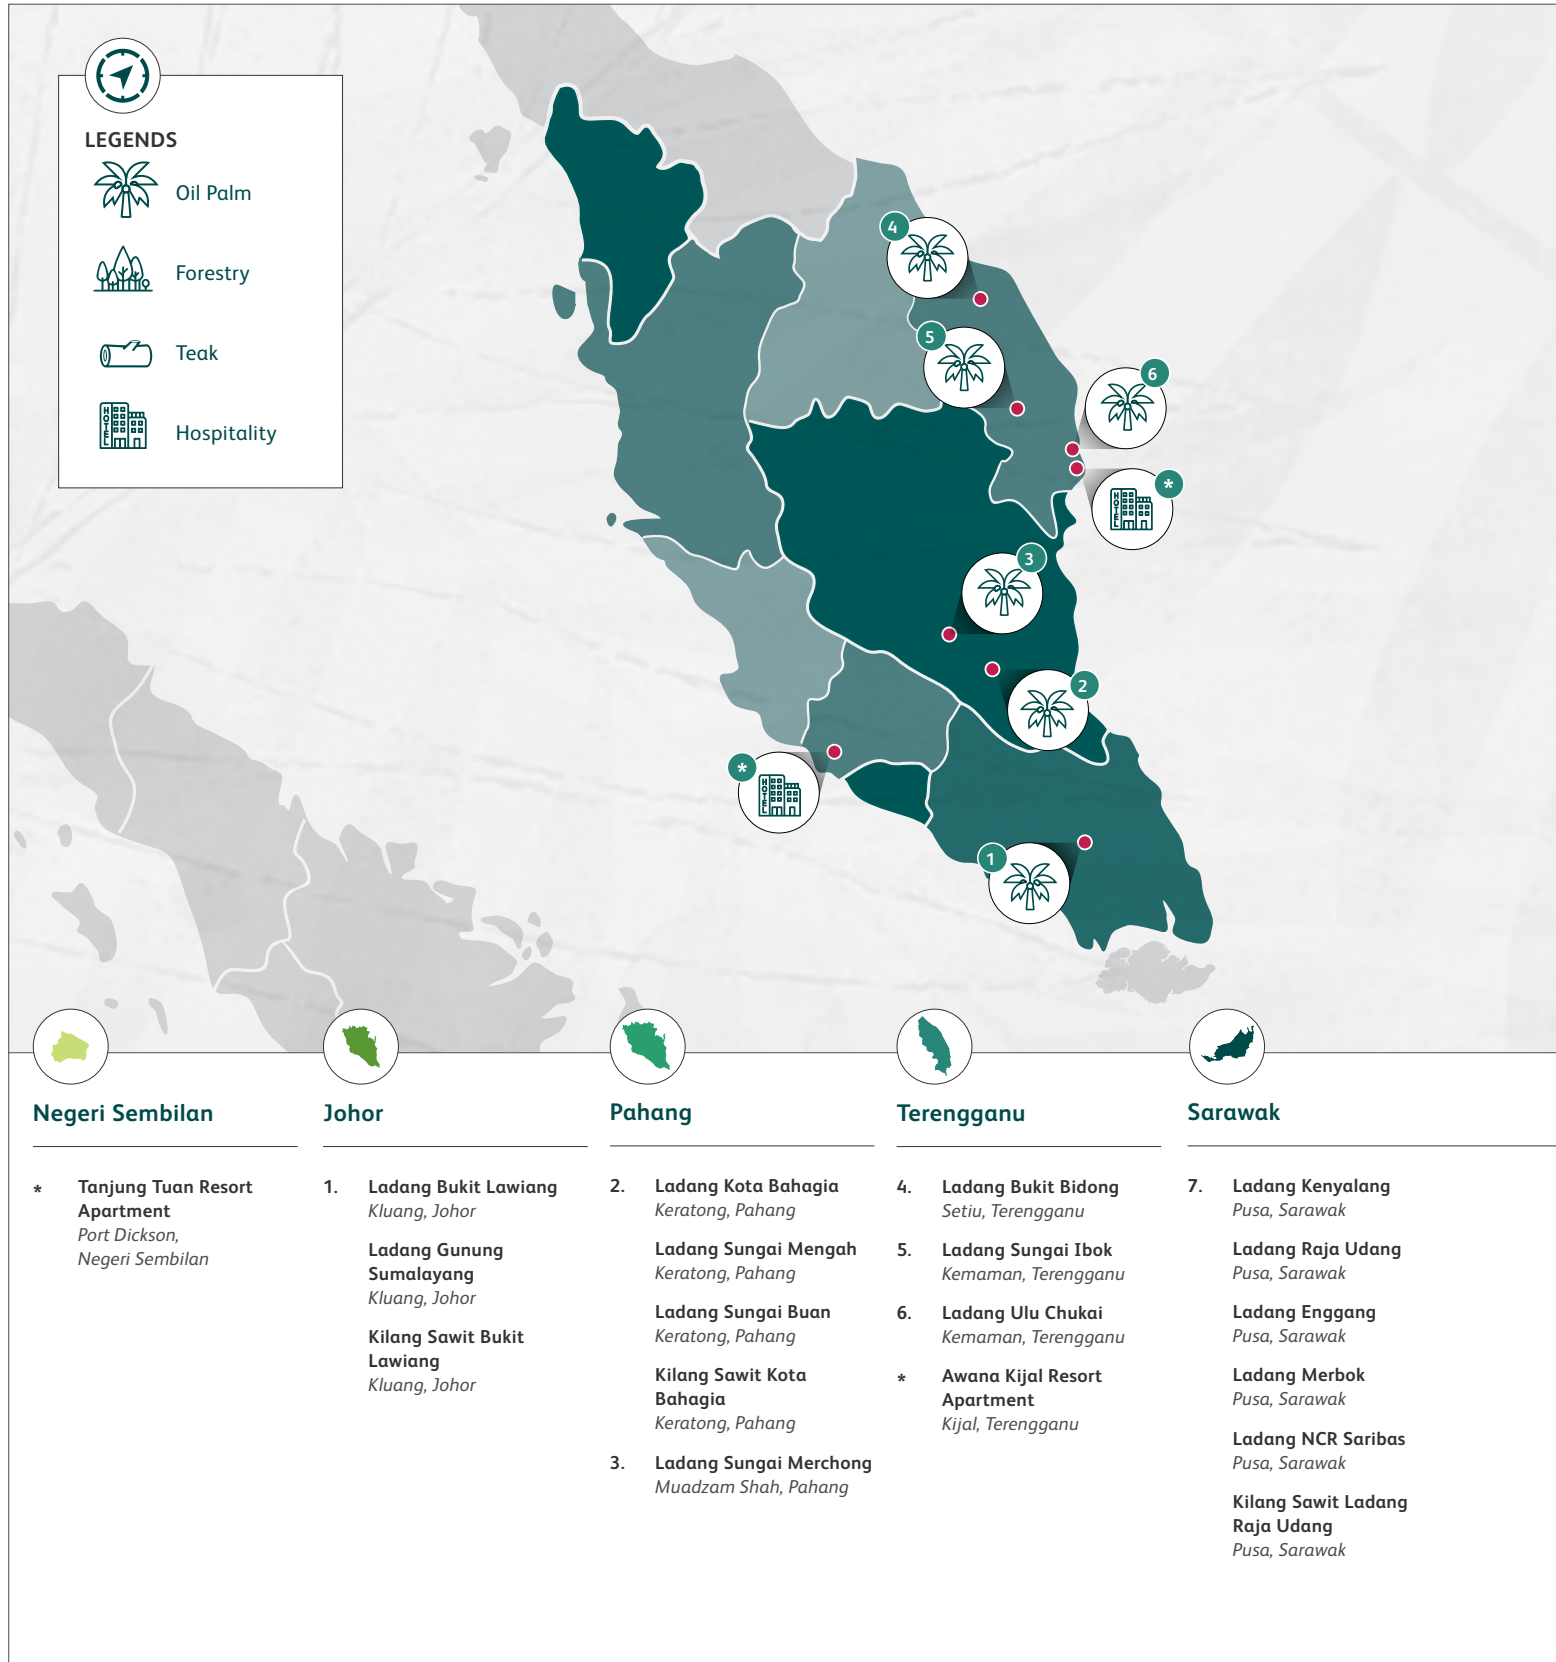 LEGENDS
Oil Palm
Forestry
Teak
HOTEL
Hospitality
4
5
6
HOTEL
*
3
2
*
HOTEL
1
Negeri Sembilan
*
Tanjung Tuan Resort
Apartment
Port Dickson,
Negeri Sembilan
Johor
1.
Ladang Bukit Lawiang
Kluang, Johor
Ladang Gunung
Sumalayang
Kluang, Johor
Kilang Sawit Bukit
Lawiang
Kluang, Johor
Pahang
2.
Ladang Kota Bahagia
Keratong, Pahang
Ladang Sungai Mengah
Keratong, Pahang
Ladang Sungai Buan
Keratong, Pahang
Kilang Sawit Kota
Bahagia
Keratong, Pahang
3.
Ladang Sungai Merchong
Muadzam Shah, Pahang
Terengganu
4.
Ladang Bukit Bidong
Setiu, Terengganu
5.
Ladang Sungai Ibok
Kemaman, Terengganu
6.
Ladang Ulu Chukai
Kemaman, Terengganu
*
Awana Kijal Resort
Apartment
Kijal, Terengganu
Sarawak
7.
Ladang Kenyalang
Pusa, Sarawak
Ladang Raja Udang
Pusa, Sarawak
Ladang Enggang
Pusa, Sarawak
Ladang Merbok
Pusa, Sarawak
Ladang NCR Saribas
Pusa, Sarawak
Kilang Sawit Ladang
Raja Udang
Pusa, Sarawak